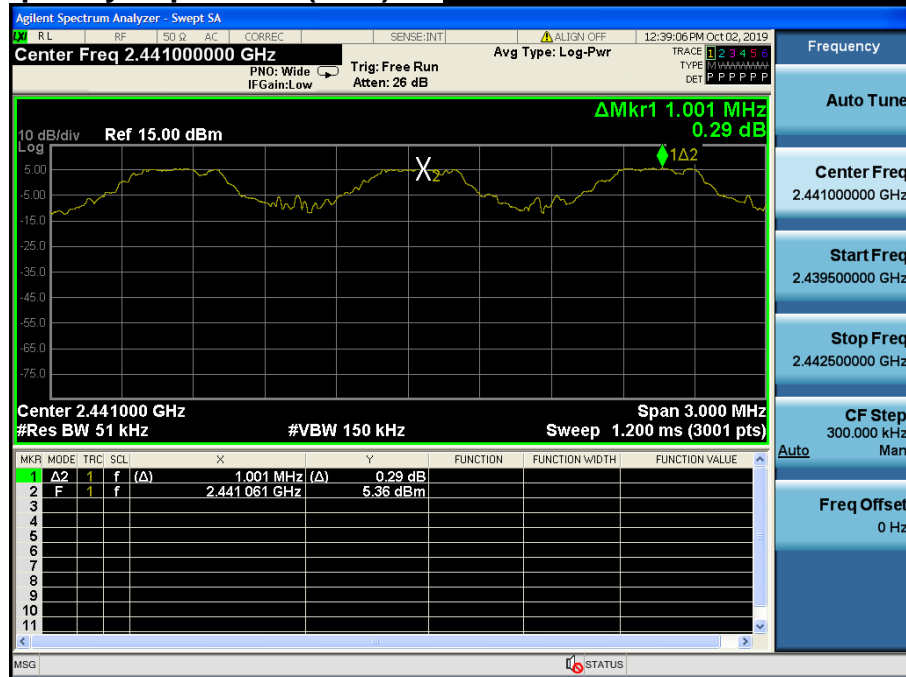 Agilent Spectrum Analyzer - Swept SA
LXI RL RF 50 Ω AC CORREC SENSE:INT ALIGN OFF 12:39:06 PM Oct 02, 2019
Center Freq 2.441000000 GHz
PNO: Wide
IFGain:Low
Trig: Free Run
Atten: 26 dB
Avg Type: Log-Pwr
TRACE 1 2 3 4 5 6
TYPE M
DET P P P P P P
ΔMkr1 1.001 MHz
0.29 dB
10 dB/div Ref 15.00 dBm
Log
1Δ2
X2
5.00
-5.00
-15.0
-25.0
-35.0
-45.0
-55.0
-65.0
-75.0
Center 2.441000 GHz Span 3.000 MHz
#Res BW 51 kHz #VBW 150 kHz Sweep 1.200 ms (3001 pts)
MKR MODE TRC SCL X Y FUNCTION FUNCTION WIDTH FUNCTION VALUE
1 Δ2 1 f (Δ) 1.001 MHz (Δ) 0.29 dB
2 F 1 f 2.441 061 GHz 5.36 dBm
3
4
5
6
7
8
9
10
11
MSG STATUS
Frequency
Auto Tune
Center Freq
2.441000000 GHz
Start Freq
2.439500000 GHz
Stop Freq
2.442500000 GHz
CF Step
300.000 kHz
Auto Man
Freq Offset
0 Hz